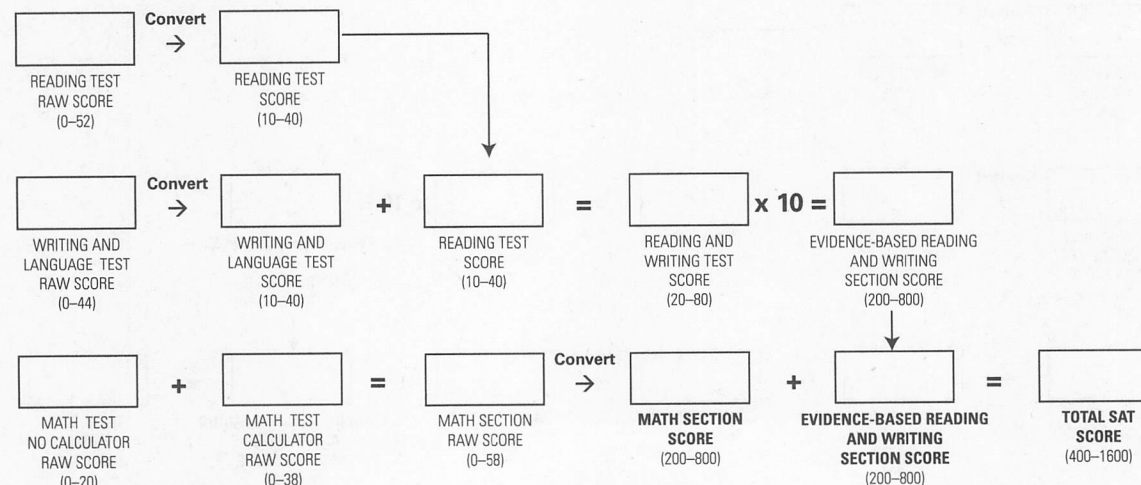 Convert
→
READING TEST
RAW SCORE
(0–52)
READING TEST
SCORE
(10–40)
Convert
→
+
=
x 10 =
WRITING AND
LANGUAGE TEST
RAW SCORE
(0–44)
WRITING AND
LANGUAGE TEST
SCORE
(10–40)
READING TEST
SCORE
(10–40)
READING AND
WRITING TEST
SCORE
(20–80)
EVIDENCE-BASED READING
AND WRITING
SECTION SCORE
(200–800)
+
=
Convert
→
+
=
MATH TEST
NO CALCULATOR
RAW SCORE
(0–20)
MATH TEST
CALCULATOR
RAW SCORE
(0–38)
MATH SECTION
RAW SCORE
(0–58)
MATH SECTION
SCORE
(200–800)
EVIDENCE-BASED READING
AND WRITING
SECTION SCORE
(200–800)
TOTAL SAT
SCORE
(400–1600)